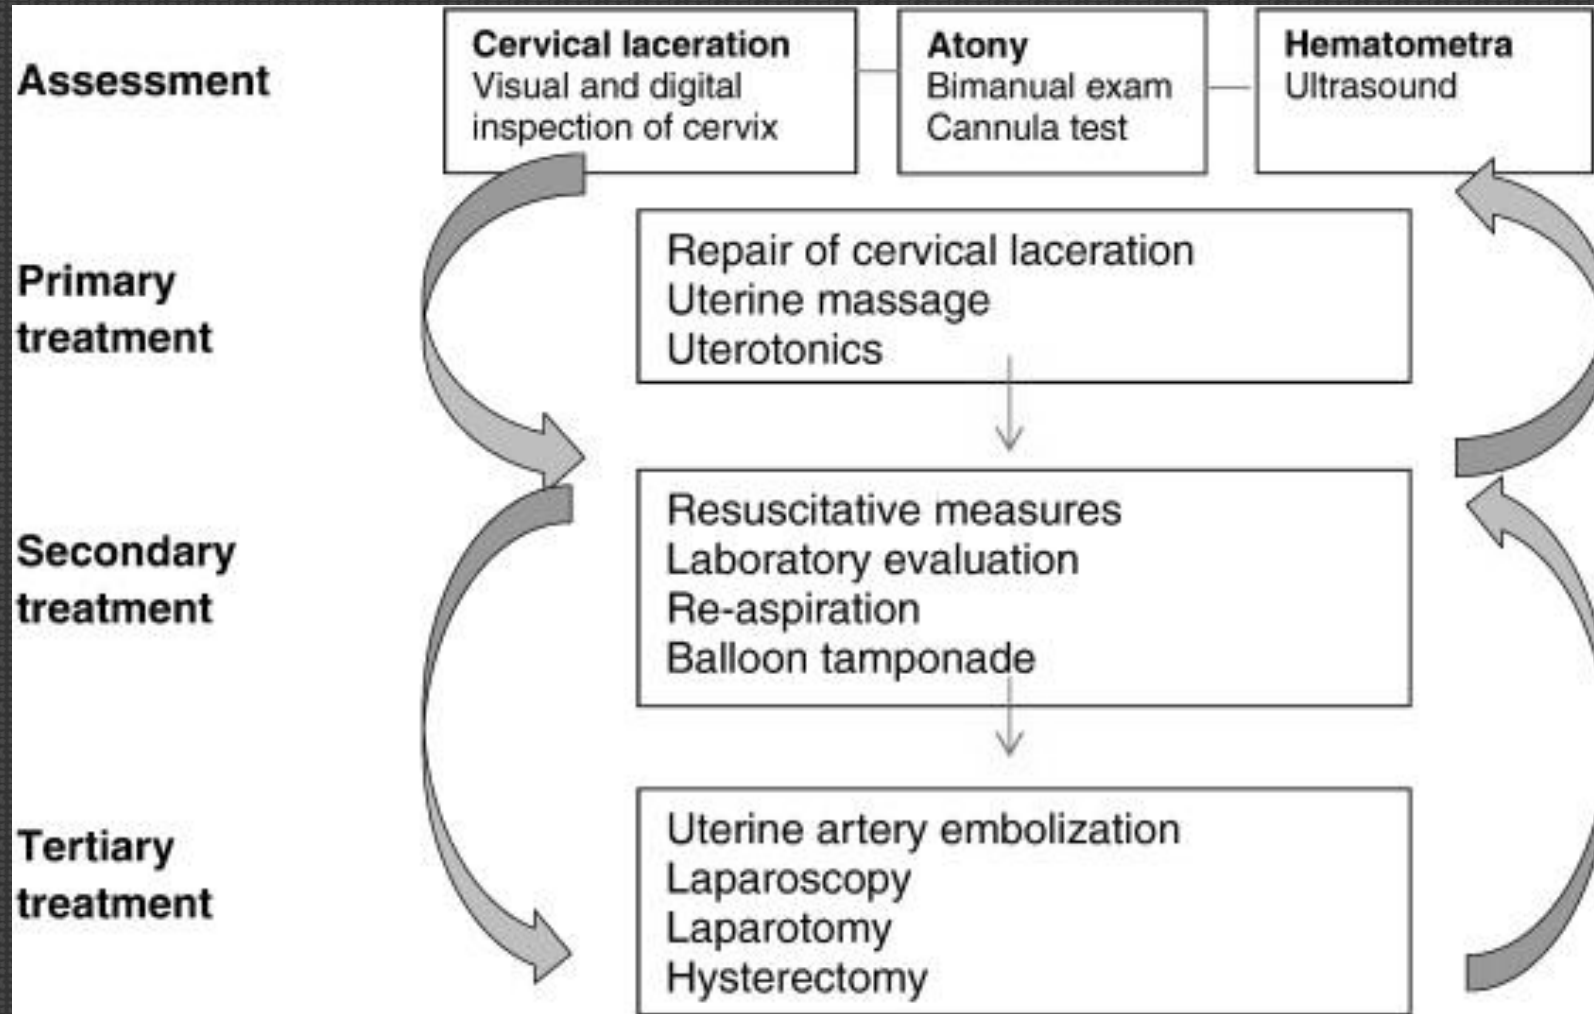 Assessment
Cervical laceration
Visual and digital
inspection of cervix
Atony
Bimanual exam
Cannula test
Hematometra
Ultrasound
Primary
treatment
Repair of cervical laceration
Uterine massage
Uterotonics
Secondary
treatment
Resuscitative measures
Laboratory evaluation
Re-aspiration
Balloon tamponade
Tertiary
treatment
Uterine artery embolization
Laparoscopy
Laparotomy
Hysterectomy